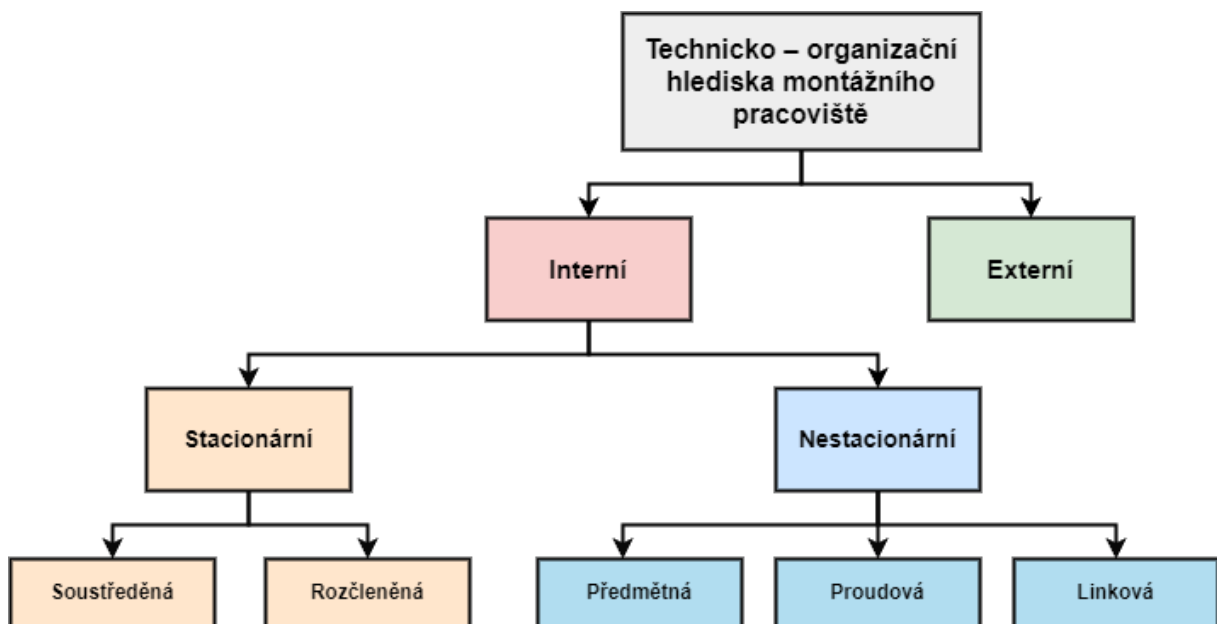 Technicko – organizační
hlediska montážního
pracoviště
Interní
Externí
Stacionární
Nestacionární
Soustředěná
Rozčleněná
Předmětná
Proudová
Linková